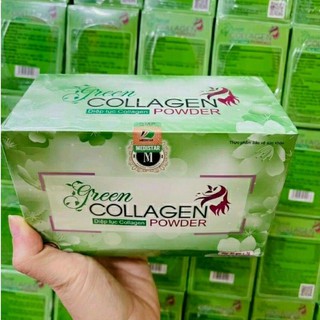 Green
COLLAGEN
Diệp lục Collagen POWDER
MEDISTAR
M
Green
COLLAGEN
Diệp lục Collagen POWDER